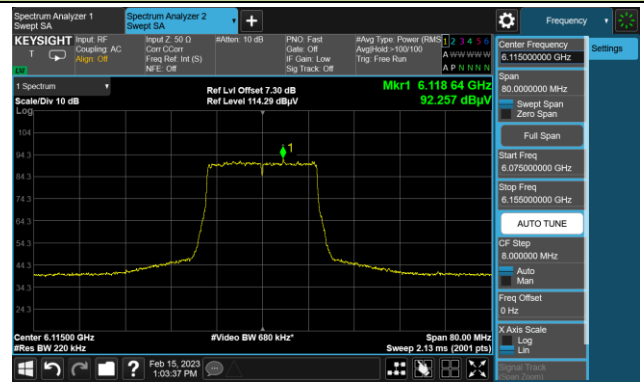 Spectrum Analyzer 1
Swept SA
Spectrum Analyzer 2
Swept SA
Frequency
KEYSIGHT
Input: RF
Coupling: AC
Align: Off
Input Z: 50 Ω
Corr CCorr
Freq Ref: Int (S)
NFE: Off
#Atten: 10 dB
PNO: Fast
Gate: Off
IF Gain: Low
Sig Track: Off
#Avg Type: Power (RMS
Avg|Hold >100/100
Trig: Free Run
1 2 3 4 5 6
A W W W W W
A P N N N N
1 Spectrum
Scale/Div 10 dB
Log
Ref Lvl Offset 7.30 dB
Ref Level 114.29 dBµV
Mkr1 6.118 64 GHz
92.257 dBµV
104
94.3
84.3
74.3
64.3
54.3
44.3
34.3
24.3
1
Center 6.11500 GHz
#Res BW 220 kHz
#Video BW 680 kHz*
Span 80.00 MHz
Sweep 2.13 ms (2001 pts)
Feb 15, 2023
1:03:37 PM
Center Frequency
6.115000000 GHz
Settings
Span
80.0000000 MHz
Swept Span
Zero Span
Full Span
Start Freq
6.075000000 GHz
Stop Freq
6.155000000 GHz
AUTO TUNE
CF Step
8.000000 MHz
Auto
Man
Freq Offset
0 Hz
X Axis Scale
Log
Lin
Signal Track
(Span Zoom)